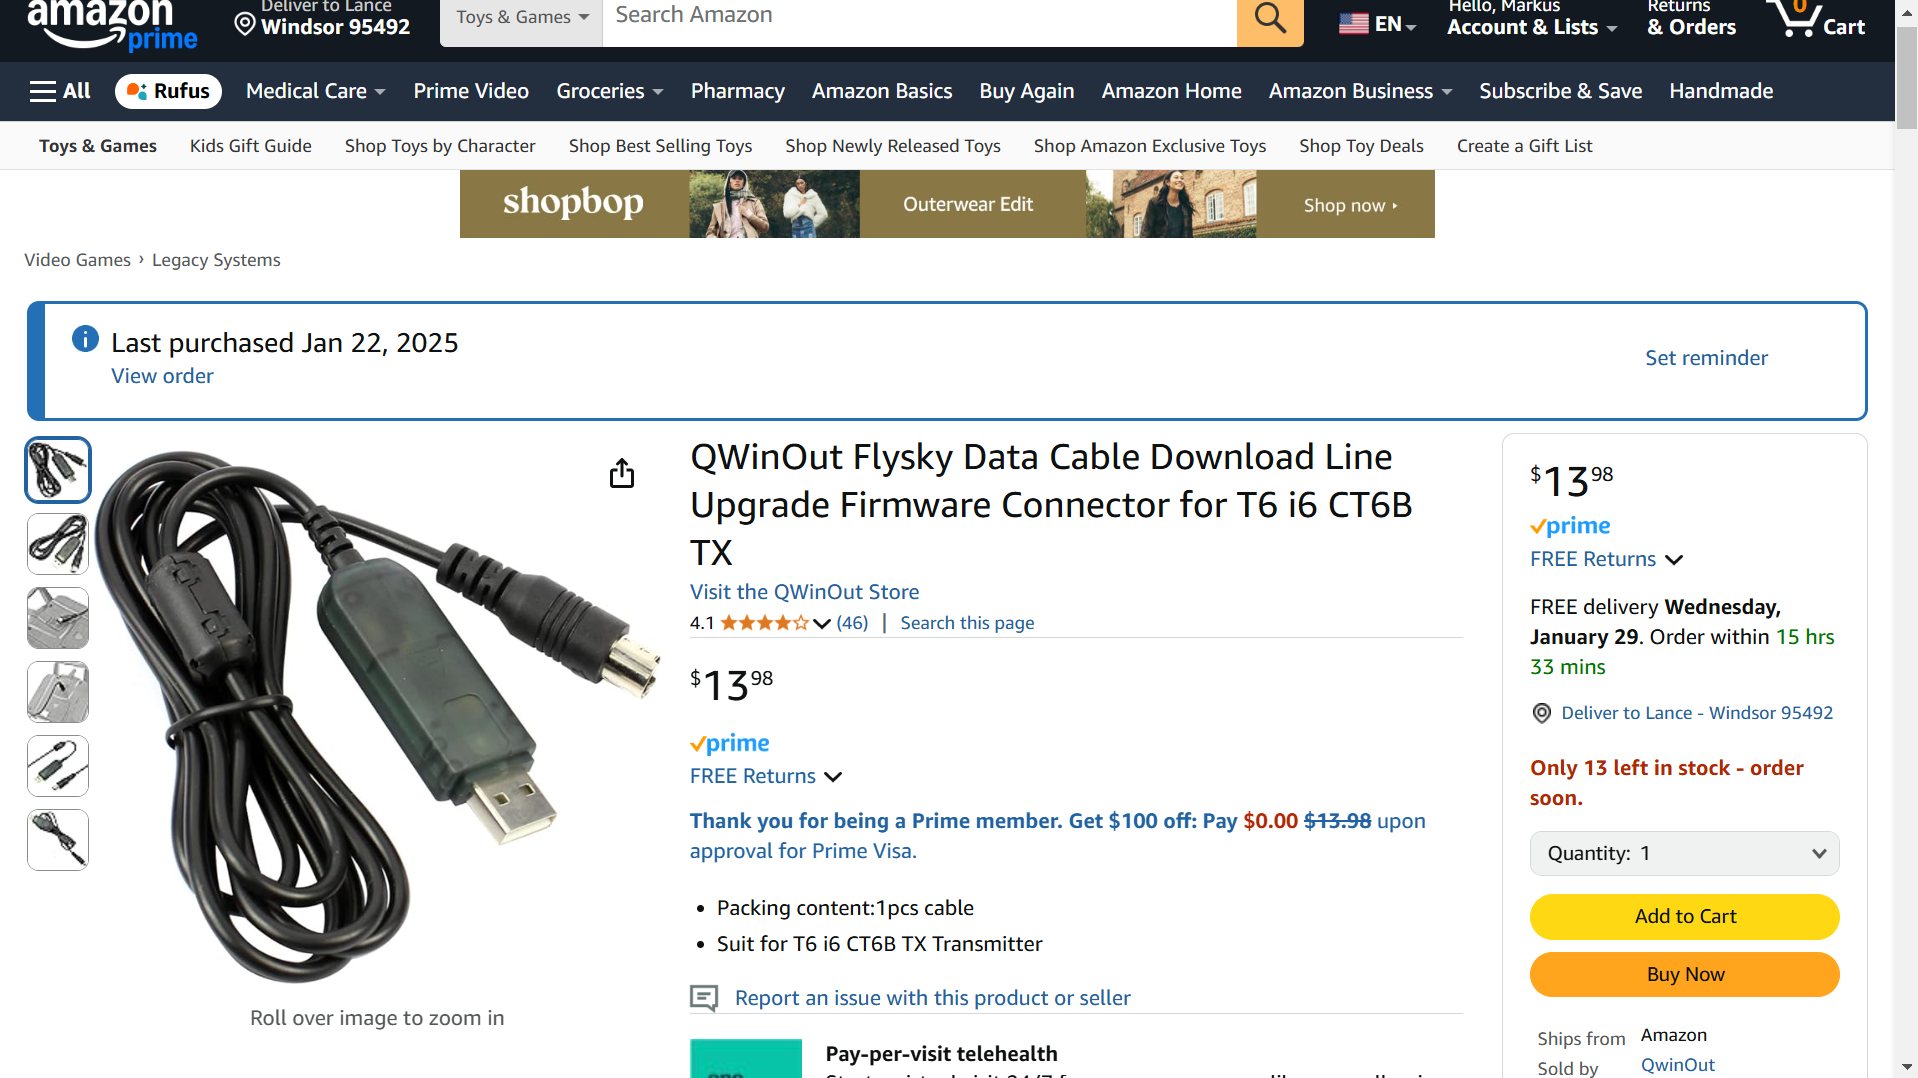 amazon
prime
Deliver to Lance
Windsor 95492
Toys & Games
Search Amazon
EN
Hello, Markus
Account & Lists
Returns
& Orders
0
Cart
All
Rufus
Medical Care
Prime Video
Groceries
Pharmacy
Amazon Basics
Buy Again
Amazon Home
Amazon Business
Subscribe & Save
Handmade
Toys & Games
Kids Gift Guide
Shop Toys by Character
Shop Best Selling Toys
Shop Newly Released Toys
Shop Amazon Exclusive Toys
Shop Toy Deals
Create a Gift List
shopbop
Outerwear Edit
Shop now
Video Games › Legacy Systems
Last purchased Jan 22, 2025
View order
Set reminder
QWinOut Flysky Data Cable Download Line
Upgrade Firmware Connector for T6 i6 CT6B
TX
Visit the QWinOut Store
4.1 (46) | Search this page
$13 98
prime
FREE Returns
Thank you for being a Prime member. Get $100 off: Pay $0.00 $13.98 upon
approval for Prime Visa.
• Packing content:1pcs cable
• Suit for T6 i6 CT6B TX Transmitter
Report an issue with this product or seller
Pay-per-visit telehealth
Roll over image to zoom in
$13 98
prime
FREE Returns
FREE delivery Wednesday,
January 29. Order within 15 hrs
33 mins
Deliver to Lance - Windsor 95492
Only 13 left in stock - order
soon.
Quantity: 1
Add to Cart
Buy Now
Ships from Amazon
Sold by QwinOut